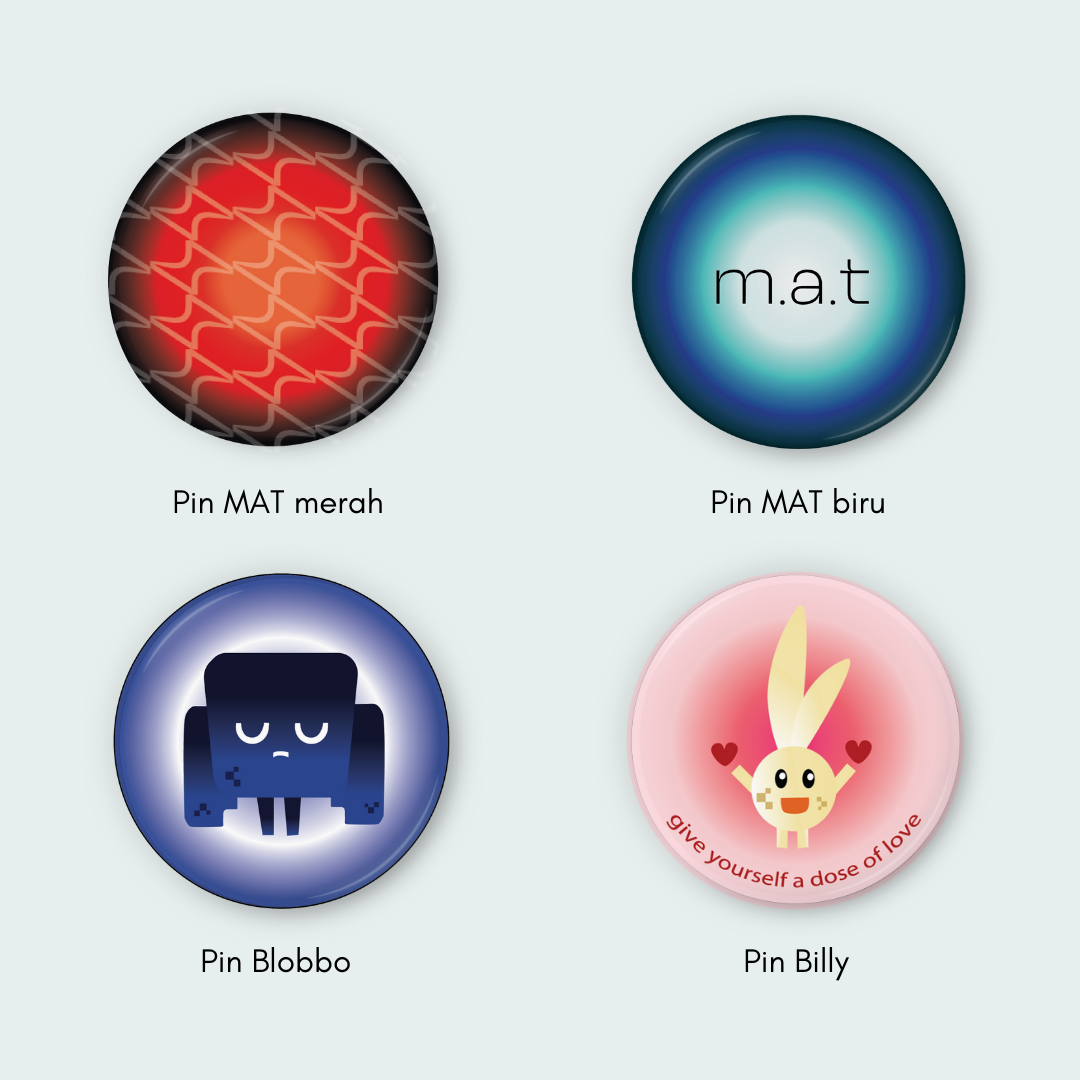 m.a.t
Pin MAT merah
Pin MAT biru
give yourself a dose of love
Pin Blobbo
Pin Billy